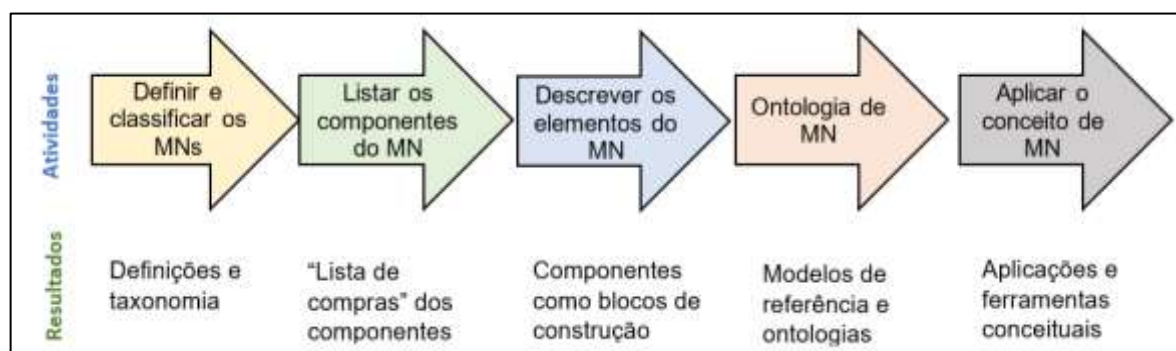 Atividades
Definir e
classificar os
MNs
Listar os
componentes
do MN
Descrever os
elementos do
MN
Ontologia de
MN
Aplicar o
conceito de
MN
Resultados
Definições e
taxonomia
“Lista de
compras” dos
componentes
Componentes
como blocos de
construção
Modelos de
referência e
ontologias
Aplicações e
ferramentas
conceituais